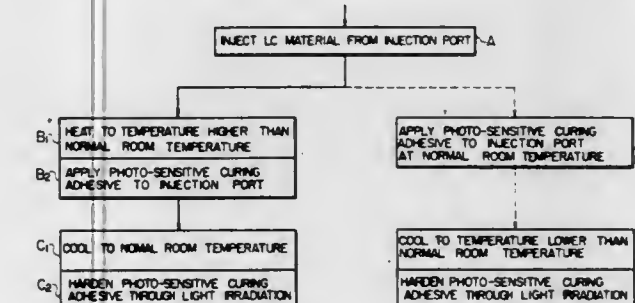 INJECT LC MATERIAL FROM INJECTION PORT A
B₁ HEAT TO TEMPERATURE HIGHER THAN
NORMAL ROOM TEMPERATURE
B₂ APPLY PHOTO-SENSITIVE CURING
ADHESIVE TO INJECTION PORT
APPLY PHOTO-SENSITIVE CURING
ADHESIVE TO INJECTION PORT
AT NORMAL ROOM TEMPERATURE
C₁ COOL TO NOMAL ROOM TEMPERATURE
C₂ HARDEN PHOTO-SENSITIVE CURING
ADHESIVE THROUGH LIGHT IRRADIATION
COOL TO TEMPERATURE LOWER THAN
NORMAL ROOM TEMPERATURE
HARDEN PHOTO-SENSITIVE CURING
ADHESIVE THROUGH LIGHT IRRADIATION